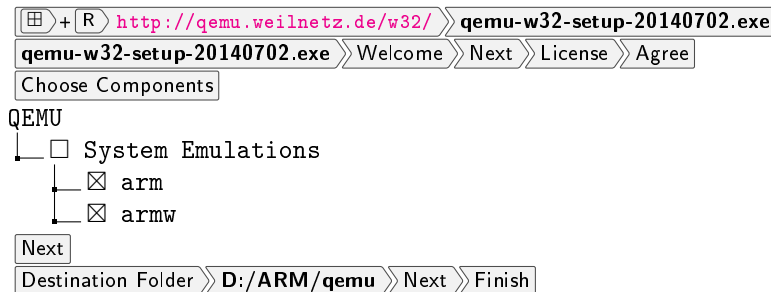 ⊞ + R http://qemu.weilnetz.de/w32/ qemu-w32-setup-20140702.exe
qemu-w32-setup-20140702.exe Welcome Next License Agree
Choose Components
QEMU
☐ System Emulations
☒ arm
☒ armw
Next
Destination Folder D:/ARM/qemu Next Finish